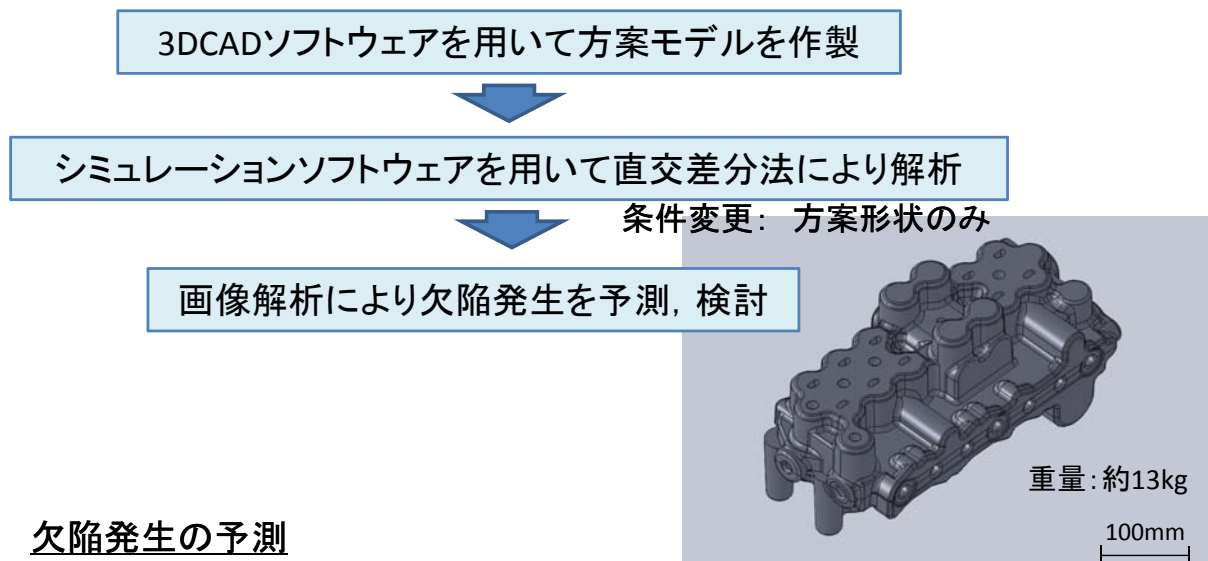 3DCADソフトウェアを用いて方案モデルを作製
シミュレーションソフトウェアを用いて直交差分法により解析
条件変更： 方案形状のみ
画像解析により欠陥発生を予測，検討
重量：約13kg
100mm
欠陥発生の予測